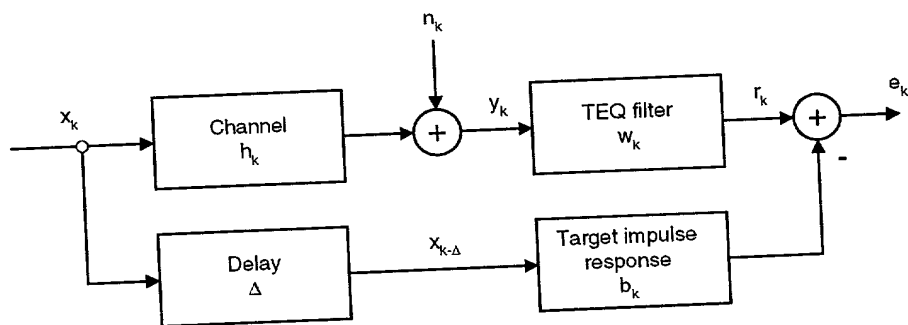 n_k
x_k
Channel
h_k
+
y_k
TEQ filter
w_k
r_k
+
e_k
-
Delay
Δ
x_{k-Δ}
Target impulse
response
b_k